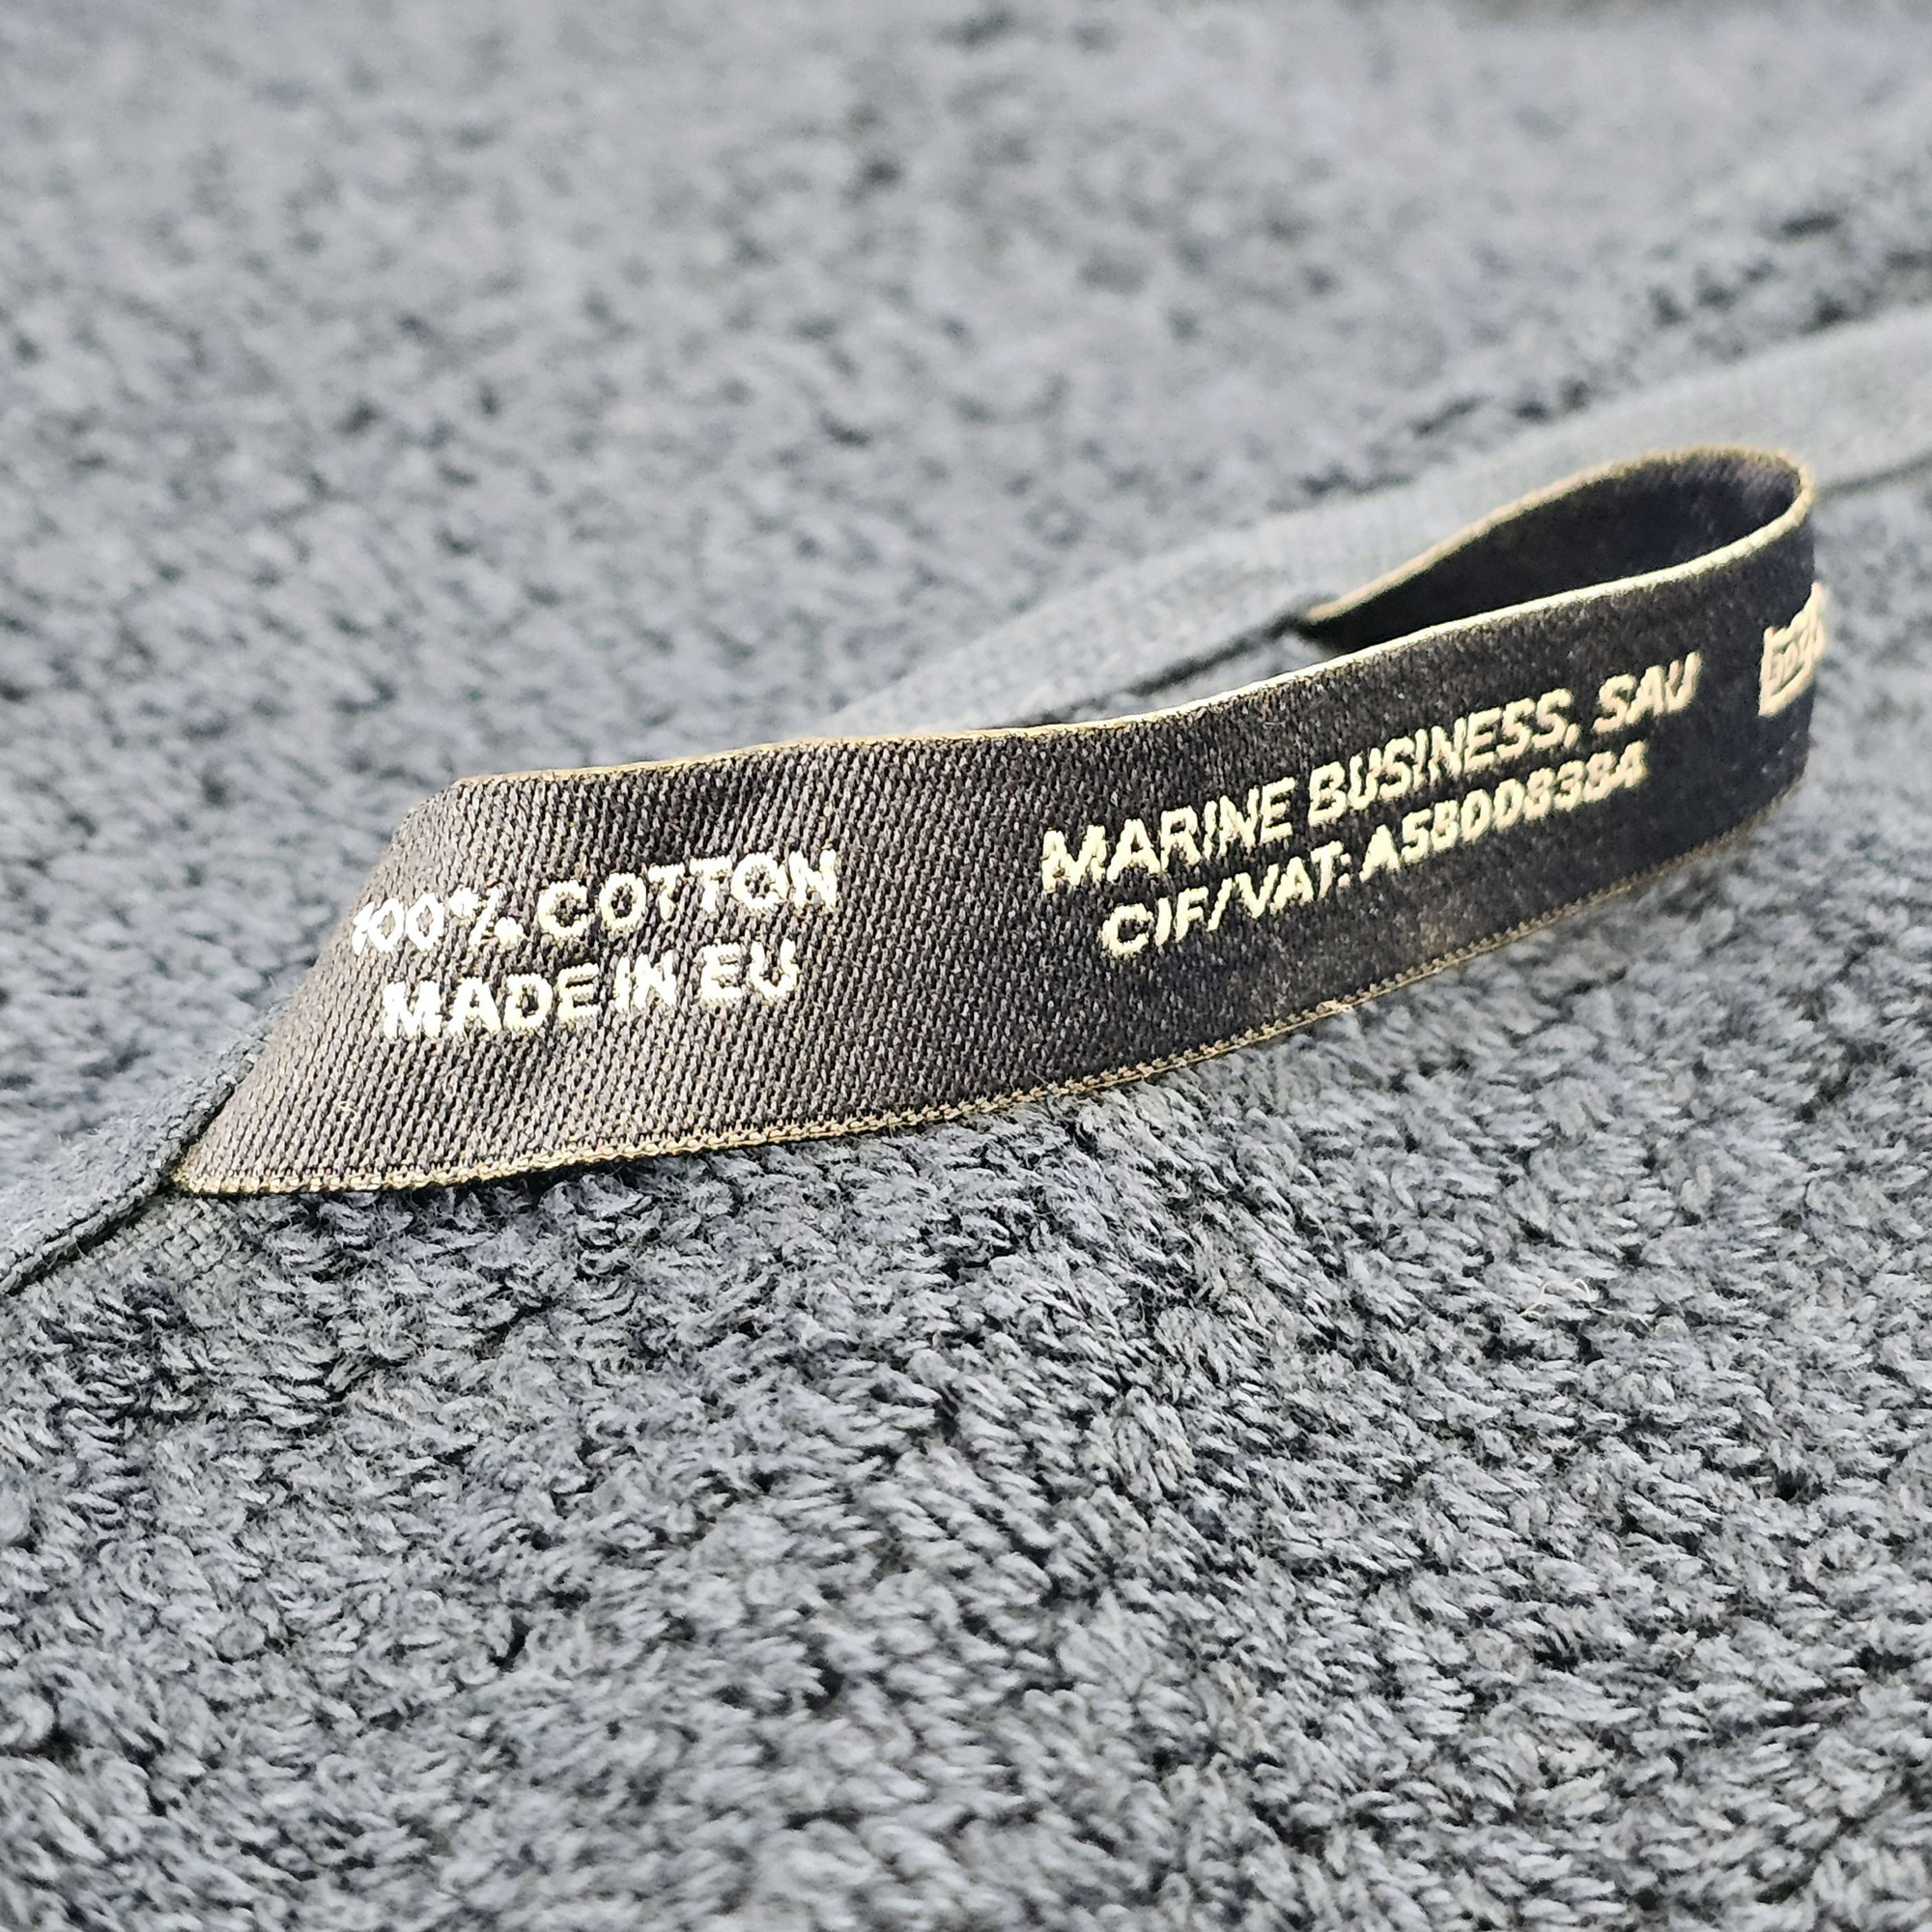 100% COTTON
MADE IN EU
MARINE BUSINESS, SAU
CIF/VAT: A58008384